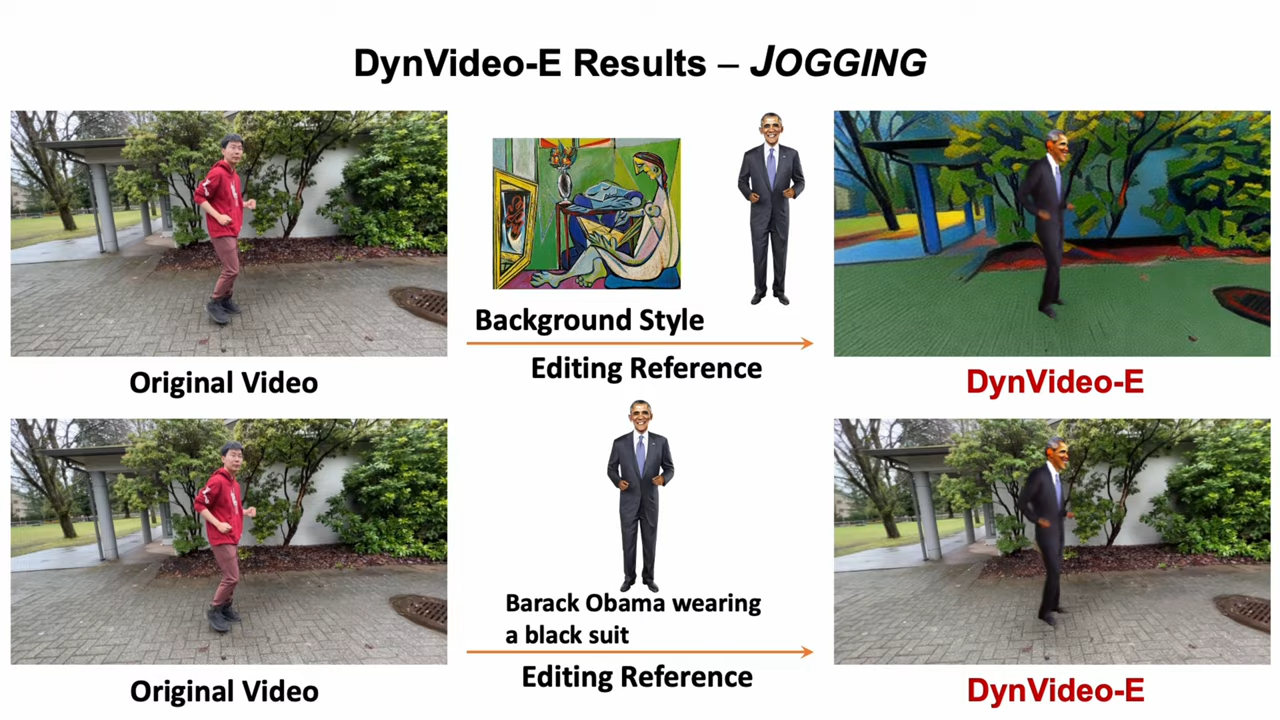 DynVideo-E Results – JOGGING
Background Style
Editing Reference
Original Video
DynVideo-E
Barack Obama wearing
a black suit
Editing Reference
Original Video
DynVideo-E